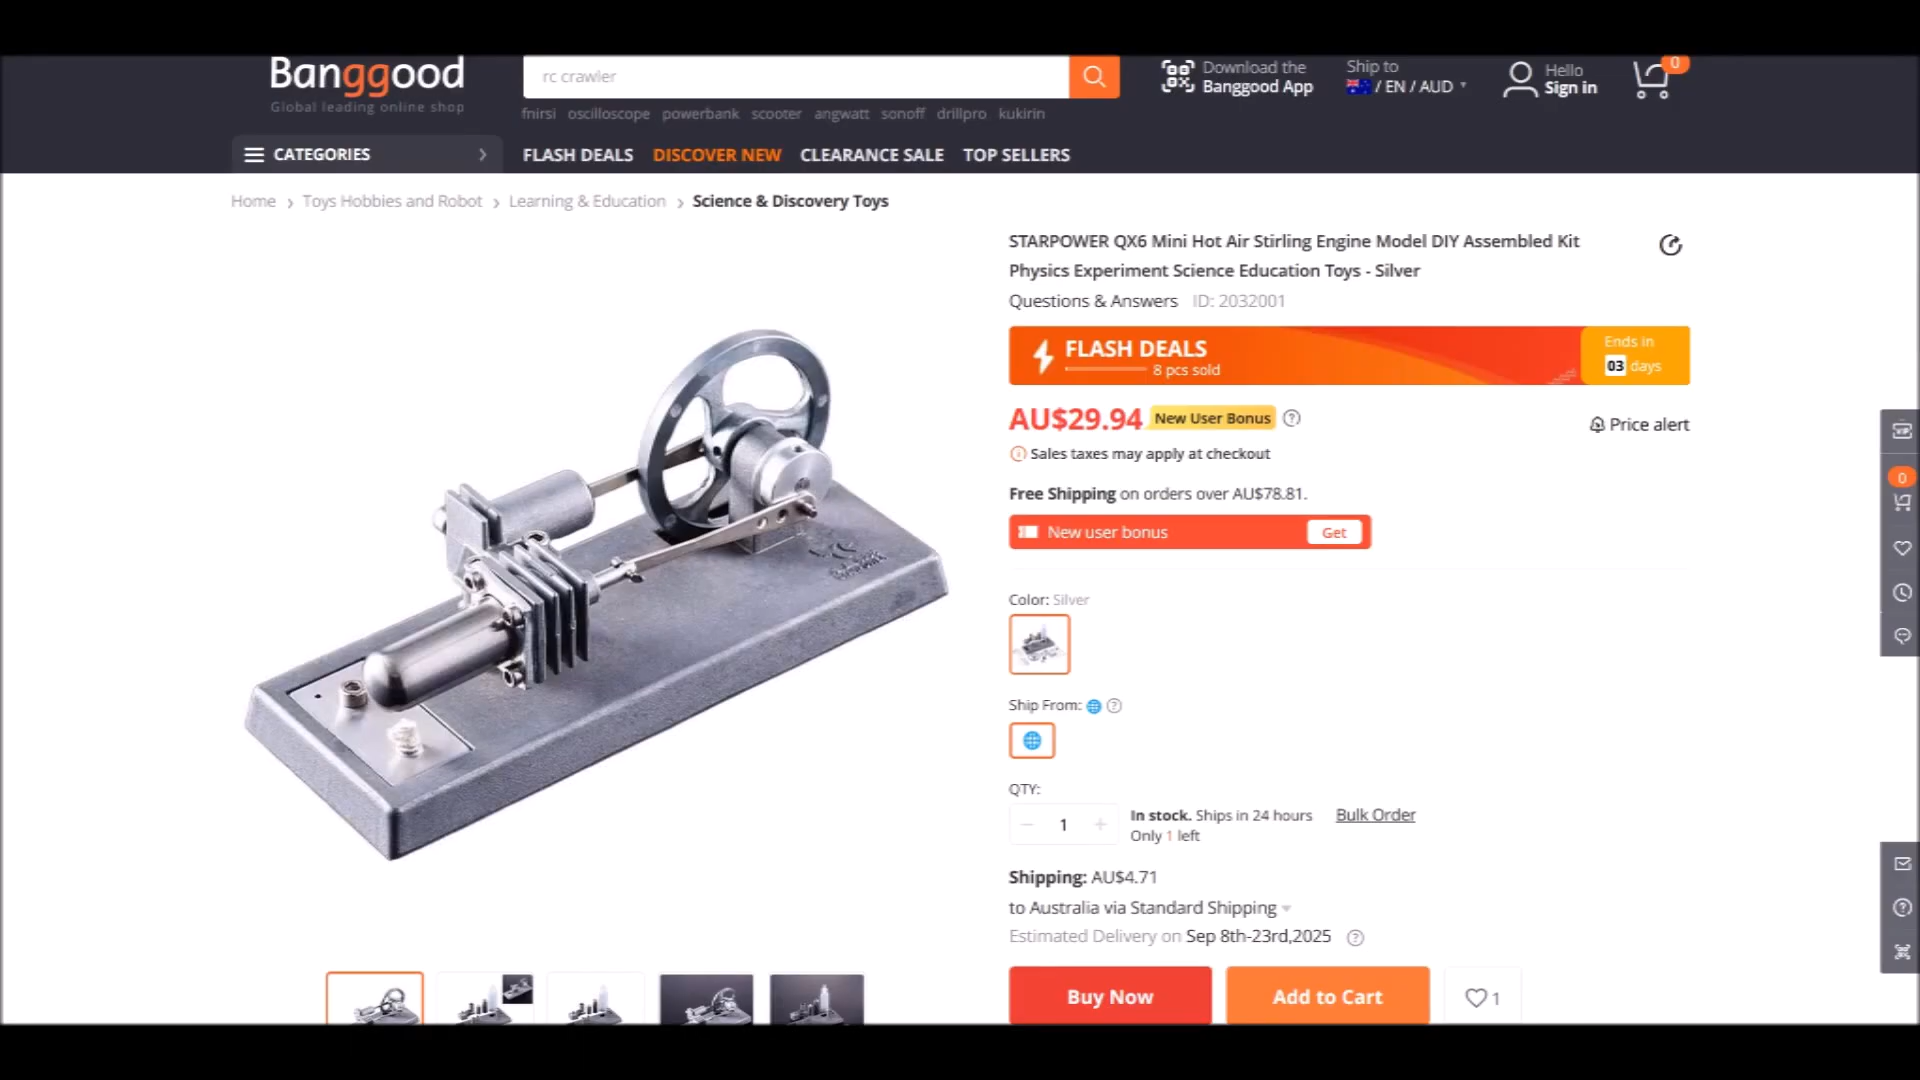 Banggood
Global leading online shop
rc crawler
fnirsi oscilloscope powerbank scooter angwatt sonoff drillpro kukirin
Download the
Banggood App
Ship to
/ EN / AUD
Hello
Sign in
0
CATEGORIES
FLASH DEALS DISCOVER NEW CLEARANCE SALE TOP SELLERS
Home > Toys Hobbies and Robot > Learning & Education > Science & Discovery Toys
STARPOWER QX6 Mini Hot Air Stirling Engine Model DIY Assembled Kit
Physics Experiment Science Education Toys - Silver
Questions & Answers ID: 2032001
FLASH DEALS
8 pcs sold
Ends in
03 days
AU$29.94 New User Bonus
Price alert
Sales taxes may apply at checkout
Free Shipping on orders over AU$78.81.
New user bonus Get
Color: Silver
Ship From:
QTY:
1
In stock. Ships in 24 hours
Only 1 left
Bulk Order
Shipping: AU$4.71
to Australia via Standard Shipping
Estimated Delivery on Sep 8th-23rd,2025
Buy Now
Add to Cart
1
VIP
0